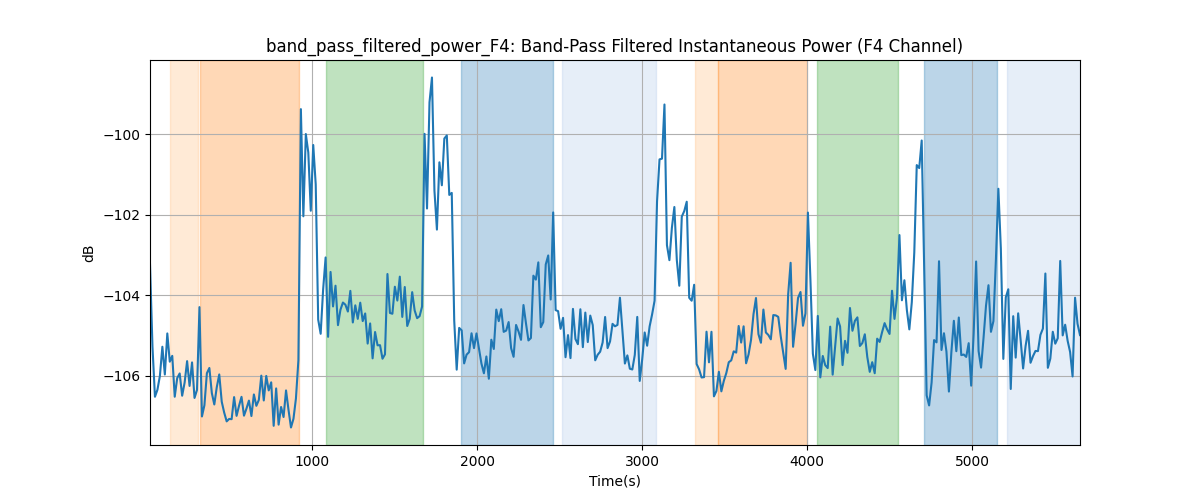 band_pass_filtered_power_F4: Band-Pass Filtered Instantaneous Power (F4 Channel)
dB
−100
−102
−104
−106
1000 2000 3000 4000 5000
Time(s)